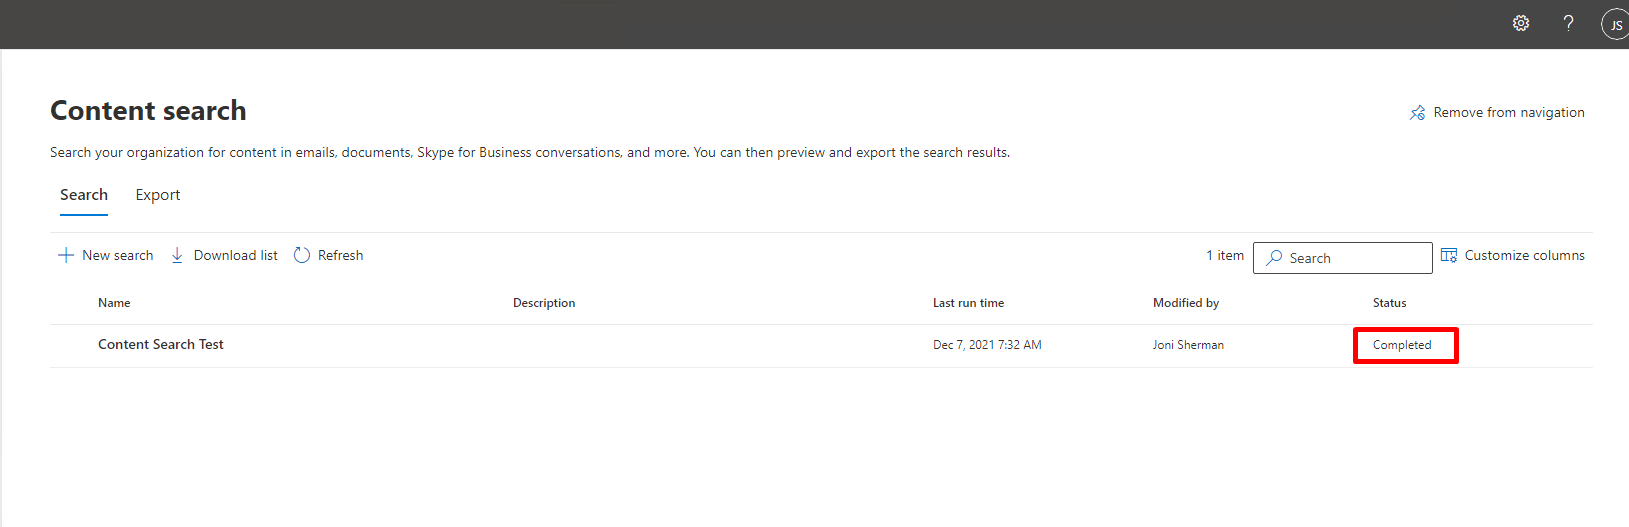 JS
Content search
Remove from navigation
Search your organization for content in emails, documents, Skype for Business conversations, and more. You can then preview and export the search results.
Search Export
New search Download list Refresh 1 item Search Customize columns
Name Description Last run time Modified by Status
Content Search Test Dec 7, 2021 7:32 AM Joni Sherman Completed